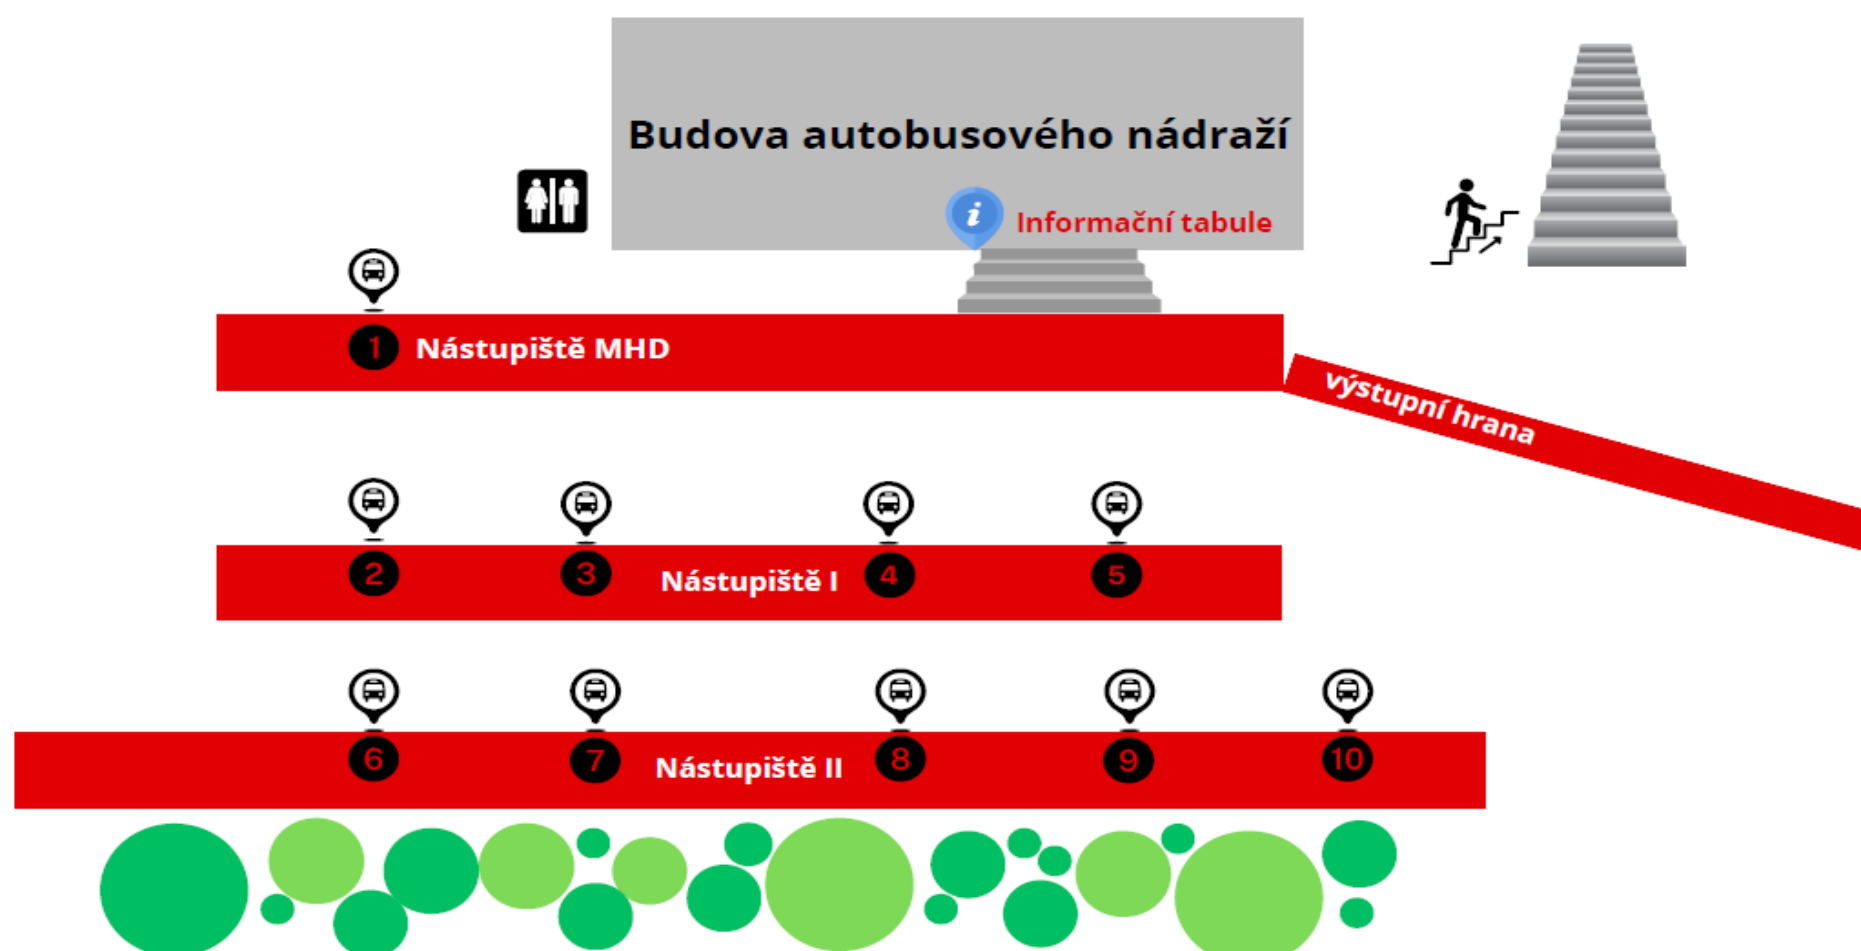 Budova autobusového nádraží
i Informační tabule
1 Nástupiště MHD
výstupní hrana
2 3 Nástupiště I 4 5
6 7 Nástupiště II 8 9 10